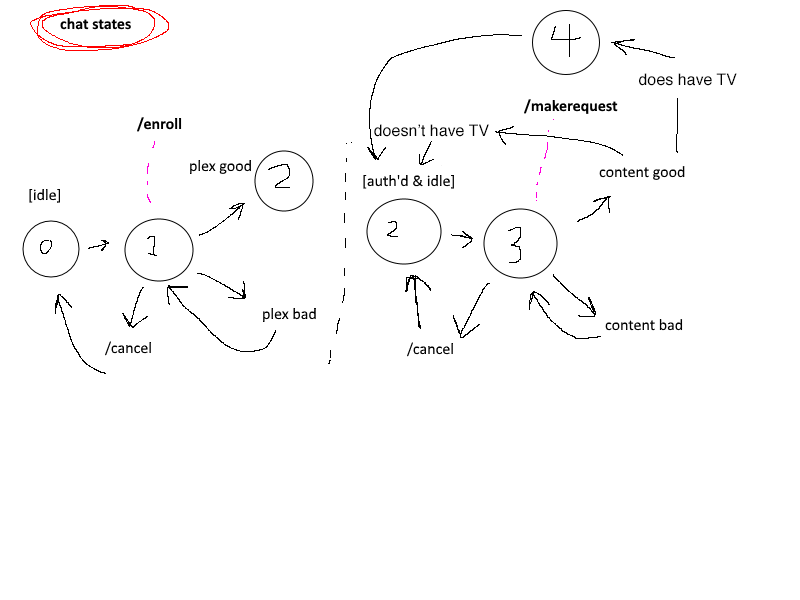 chat states
4
does have TV
/makerequest
/enroll
doesn't have TV
plex good
2
content good
[auth'd & idle]
[idle]
0
1
2
3
plex bad
content bad
/cancel
/cancel